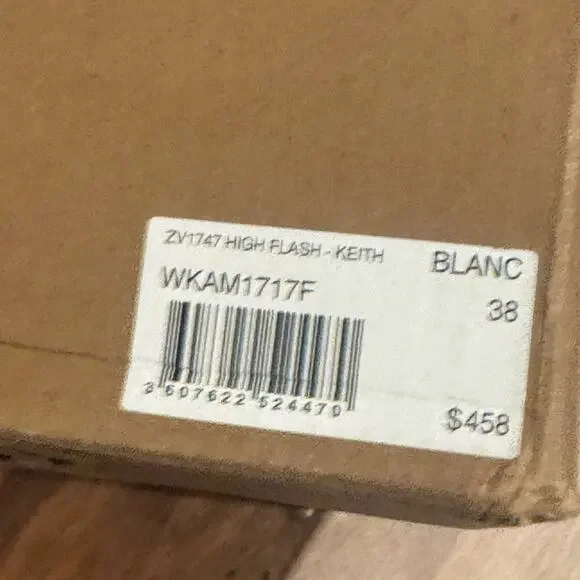 ZV1747 HIGH FLASH - KEITH
BLANC
WKAM1717F
38
3 607622 524470
$458